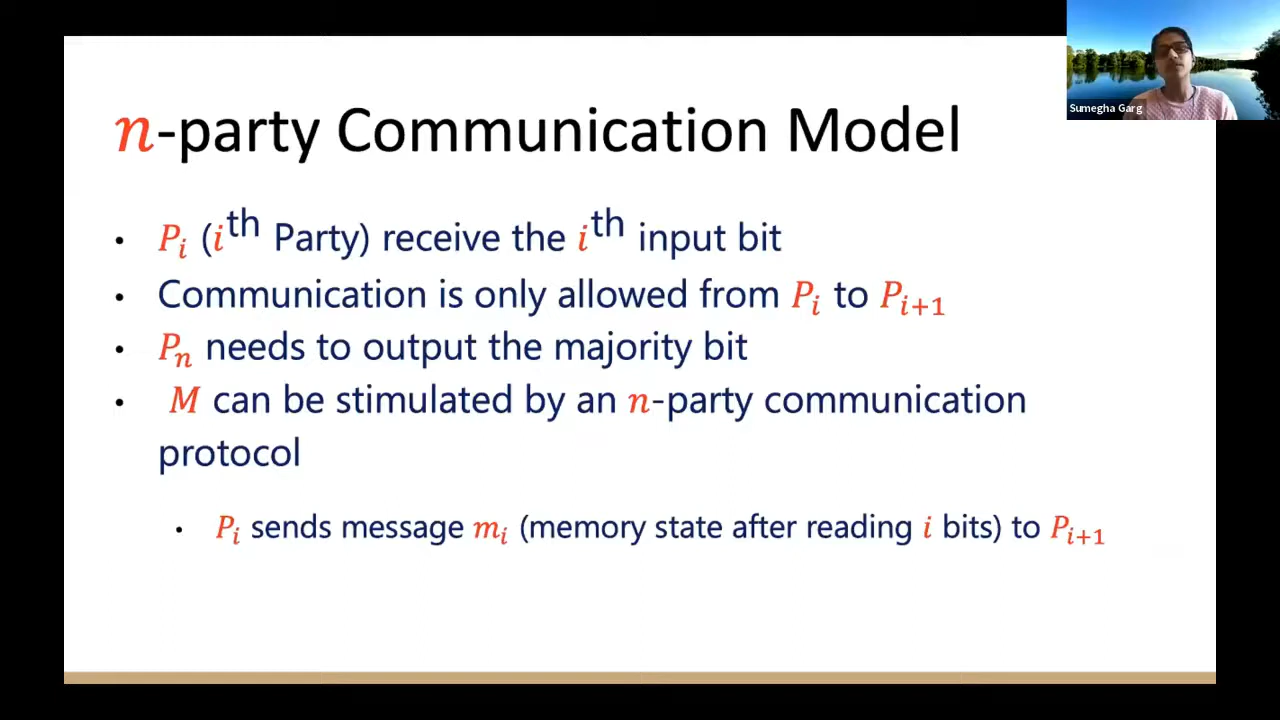 Sumegha Garg
n-party Communication Model
• P_i (i^th Party) receive the i^th input bit
• Communication is only allowed from P_i to P_{i+1}
• P_n needs to output the majority bit
• M can be stimulated by an n-party communication
protocol
• P_i sends message m_i (memory state after reading i bits) to P_{i+1}